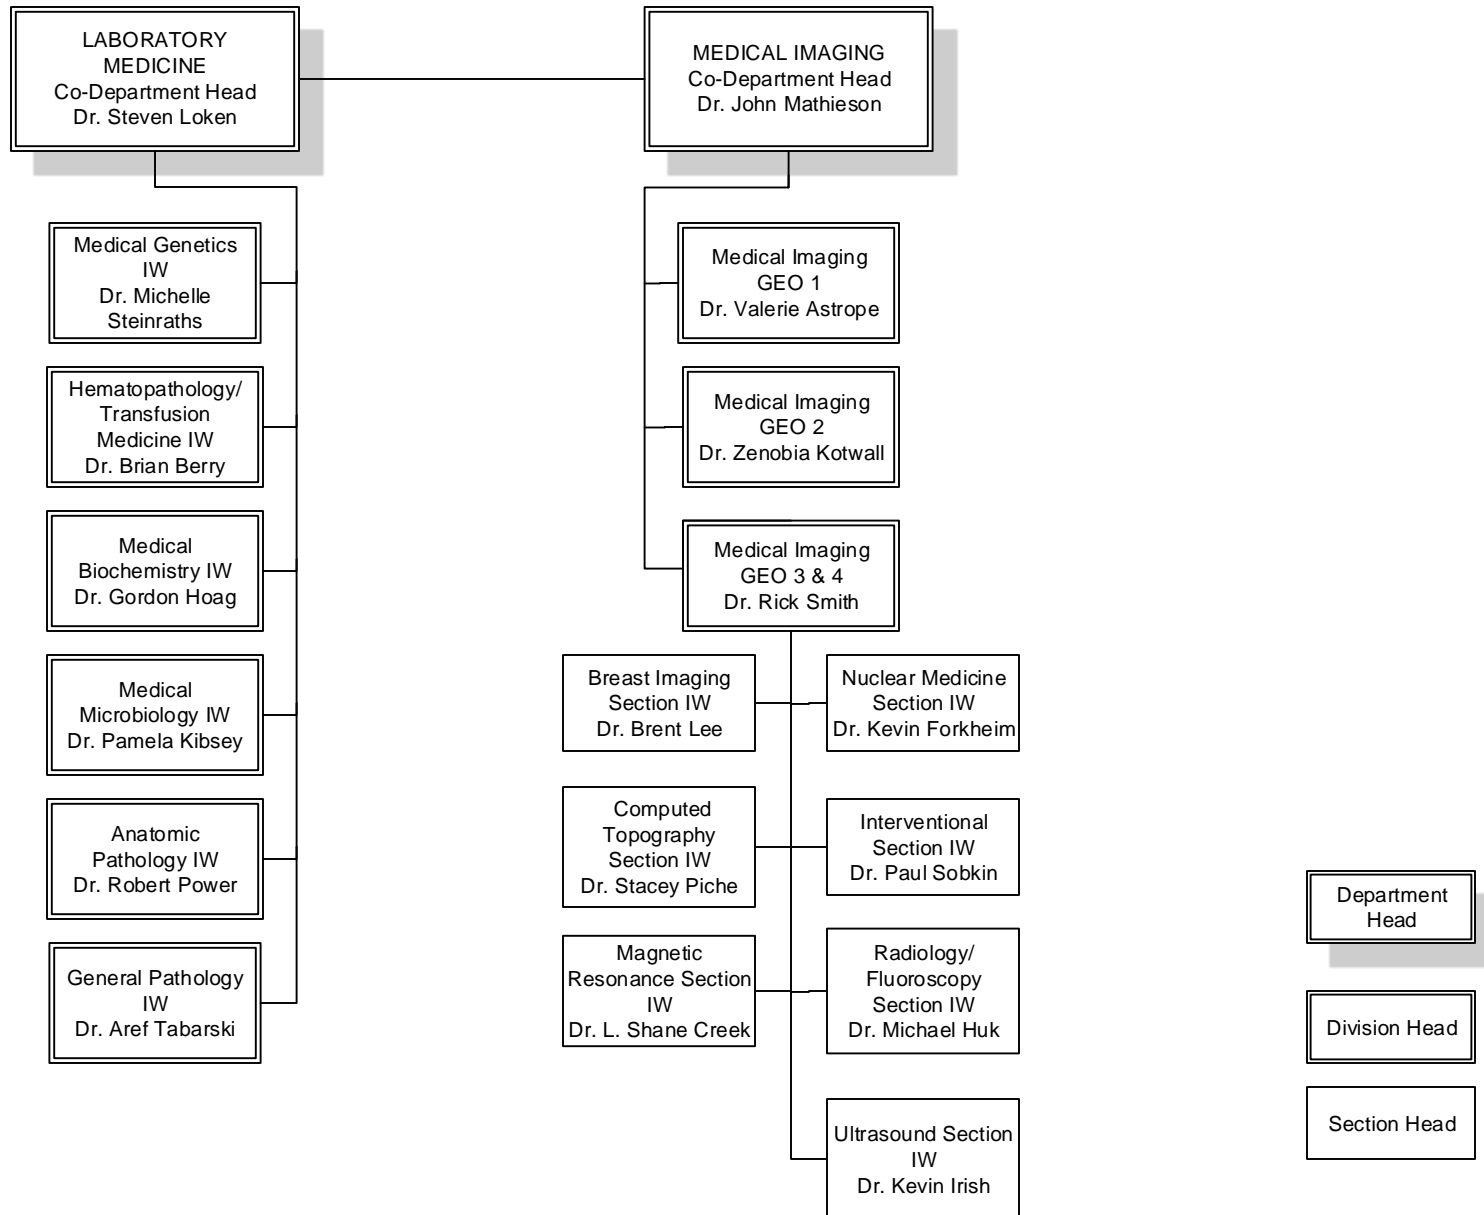 LABORATORY
MEDICINE
Co-Department Head
Dr. Steven Loken
MEDICAL IMAGING
Co-Department Head
Dr. John Mathieson
Medical Genetics
IW
Dr. Michelle
Steinraths
Hematopathology/
Transfusion
Medicine IW
Dr. Brian Berry
Medical
Biochemistry IW
Dr. Gordon Hoag
Medical
Microbiology IW
Dr. Pamela Kibsey
Anatomic
Pathology IW
Dr. Robert Power
General Pathology
IW
Dr. Aref Tabarski
Medical Imaging
GEO 1
Dr. Valerie Astrope
Medical Imaging
GEO 2
Dr. Zenobia Kotwall
Medical Imaging
GEO 3 & 4
Dr. Rick Smith
Breast Imaging
Section IW
Dr. Brent Lee
Nuclear Medicine
Section IW
Dr. Kevin Forkheim
Computed
Topography
Section IW
Dr. Stacey Piche
Interventional
Section IW
Dr. Paul Sobkin
Magnetic
Resonance Section
IW
Dr. L. Shane Creek
Radiology/
Fluoroscopy
Section IW
Dr. Michael Huk
Ultrasound Section
IW
Dr. Kevin Irish
Department
Head
Division Head
Section Head